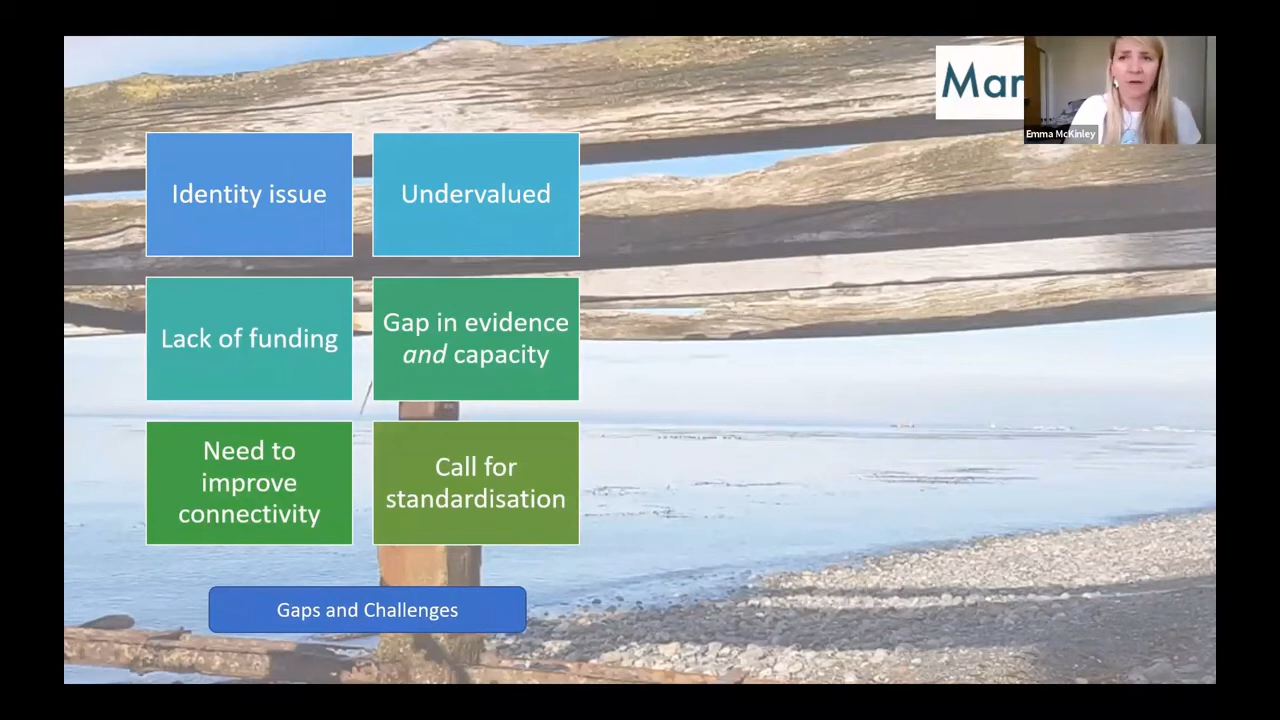 Mar
Emma McKinley
Identity issue
Undervalued
Lack of funding
Gap in evidence
and capacity
Need to
improve
connectivity
Call for
standardisation
Gaps and Challenges